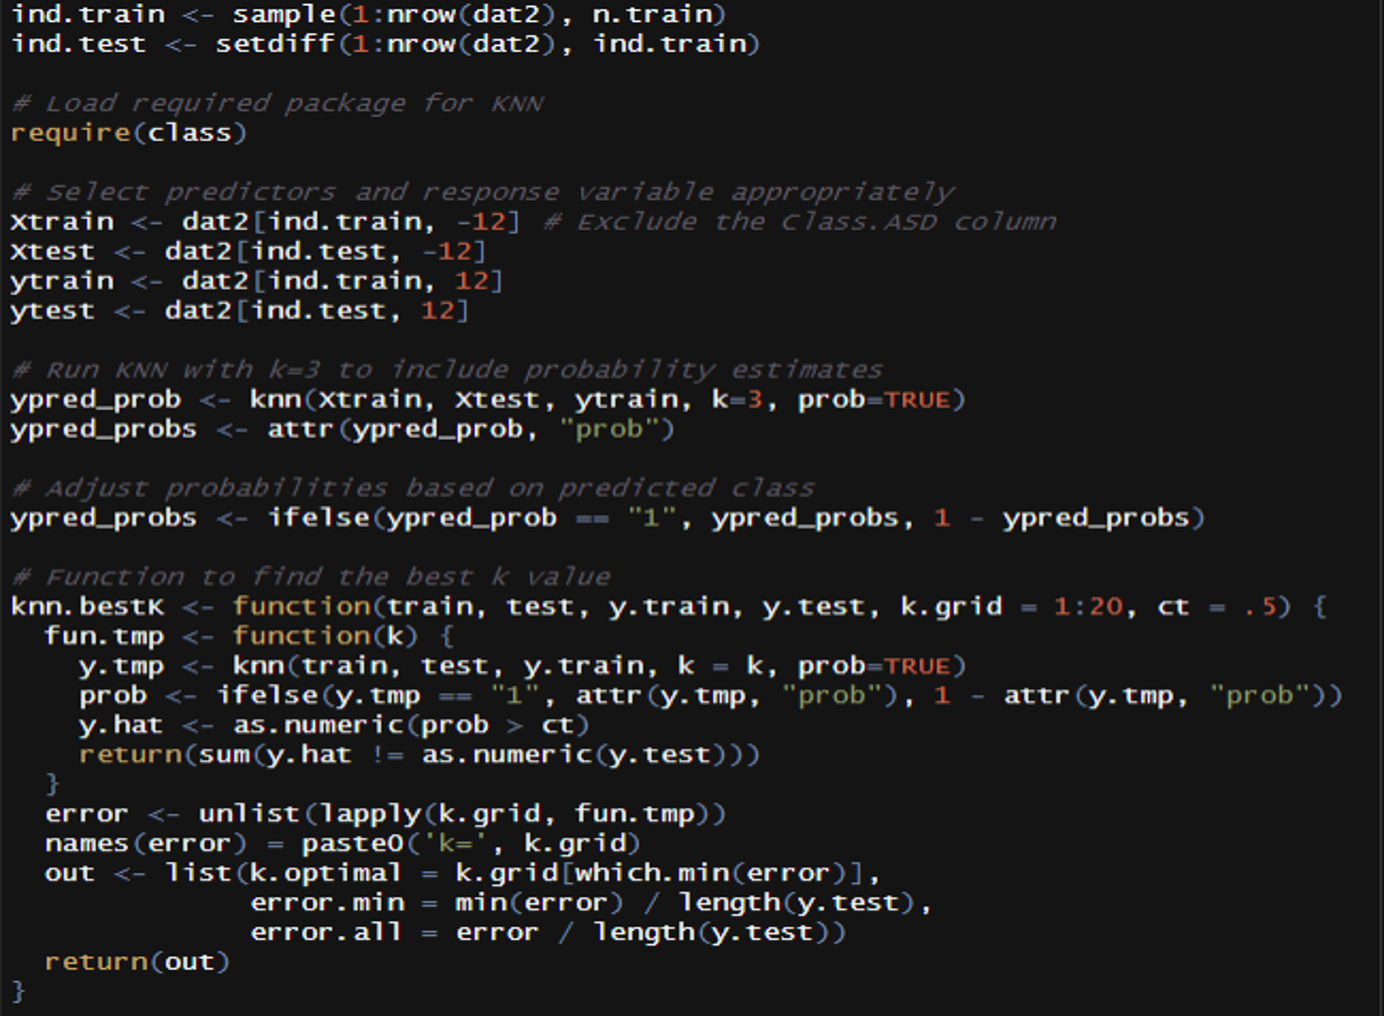 ind.train <- sample(1:nrow(dat2), n.train)
ind.test <- setdiff(1:nrow(dat2), ind.train)

# Load required package for KNN
require(class)

# Select predictors and response variable appropriately
Xtrain <- dat2[ind.train, -12] # Exclude the Class.ASD column
Xtest <- dat2[ind.test, -12]
ytrain <- dat2[ind.train, 12]
ytest <- dat2[ind.test, 12]

# Run KNN with k=3 to include probability estimates
ypred_prob <- knn(Xtrain, Xtest, ytrain, k=3, prob=TRUE)
ypred_probs <- attr(ypred_prob, "prob")

# Adjust probabilities based on predicted class
ypred_probs <- ifelse(ypred_prob == "1", ypred_probs, 1 - ypred_probs)

# Function to find the best k value
knn.bestK <- function(train, test, y.train, y.test, k.grid = 1:20, ct = .5) {
  fun.tmp <- function(k) {
    y.tmp <- knn(train, test, y.train, k = k, prob=TRUE)
    prob <- ifelse(y.tmp == "1", attr(y.tmp, "prob"), 1 - attr(y.tmp, "prob"))
    y.hat <- as.numeric(prob > ct)
    return(sum(y.hat != as.numeric(y.test)))
  }
  error <- unlist(lapply(k.grid, fun.tmp))
  names(error) = paste0('k=', k.grid)
  out <- list(k.optimal = k.grid[which.min(error)],
              error.min = min(error) / length(y.test),
              error.all = error / length(y.test))
  return(out)
}